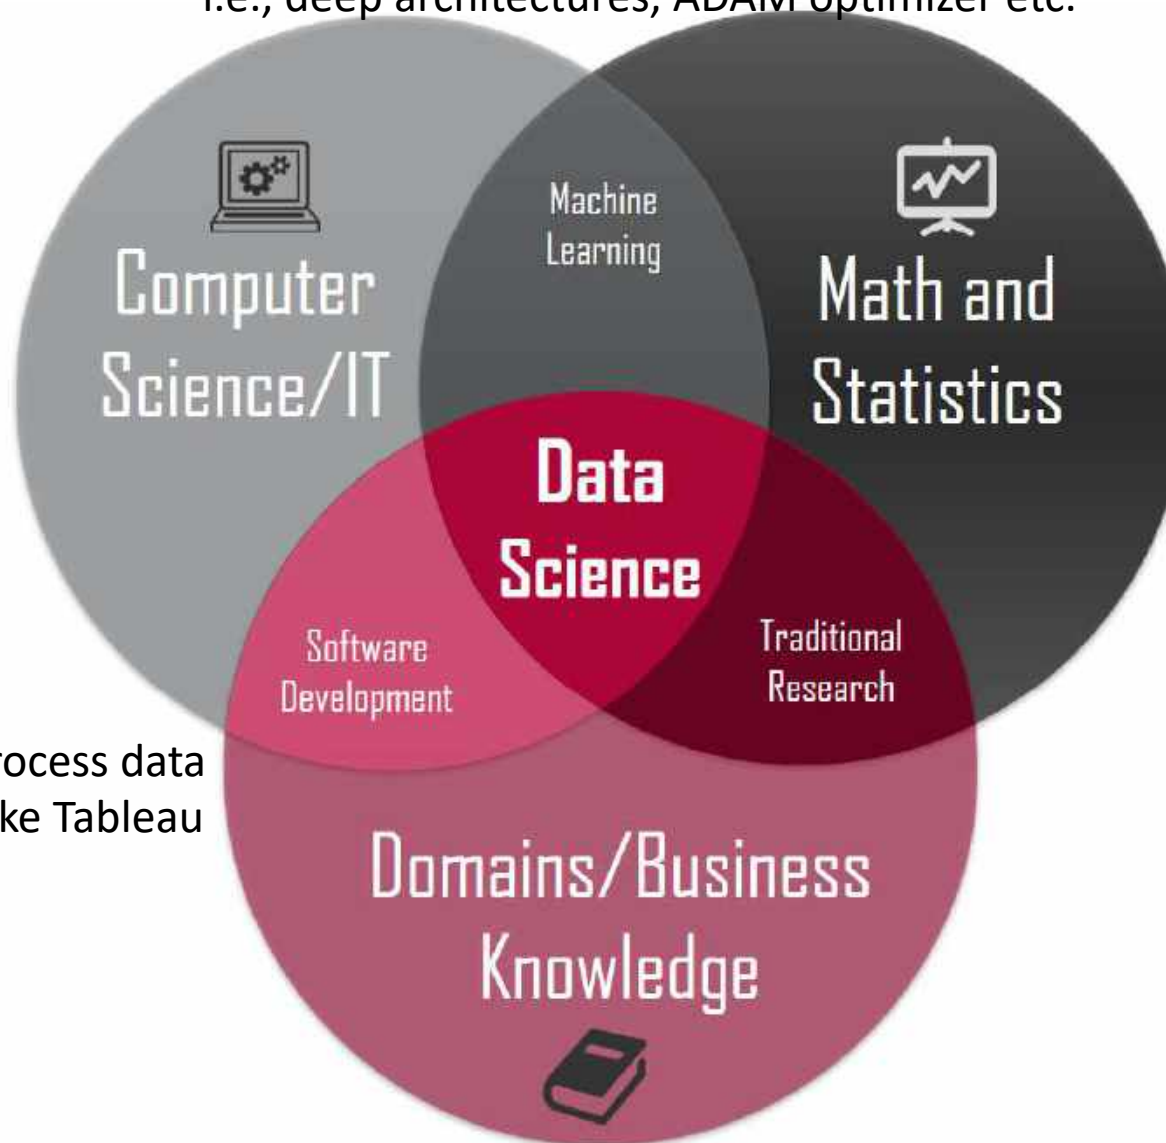 i.e., deep architectures, ADAM optimizer etc.
Machine
Learning
Computer
Science/IT
Math and
Statistics
Data
Science
Software
Development
Traditional
Research
data
Tableau
Domains/Business
Knowledge